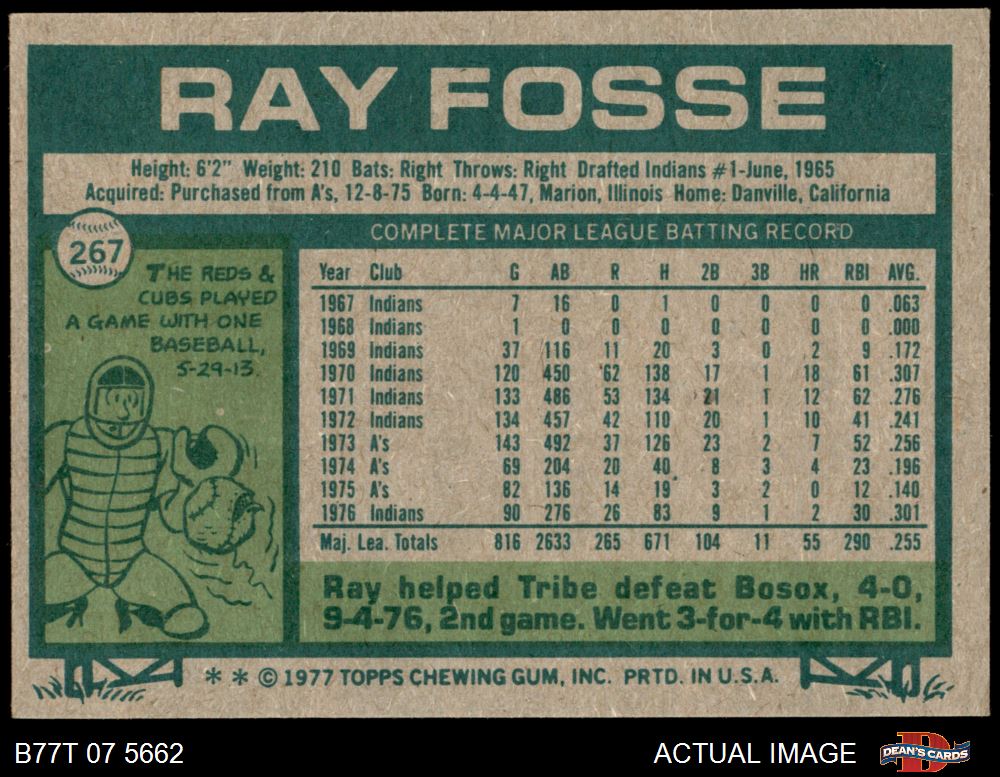 RAY FOSSE
Height: 6'2" Weight: 210 Bats: Right Throws: Right Drafted Indians #1-June, 1965
Acquired: Purchased from A's, 12-8-75 Born: 4-4-47, Marion, Illinois Home: Danville, California
267
THE REDS &
CUBS PLAYED
A GAME WITH ONE
BASEBALL,
5-29-13.
COMPLETE MAJOR LEAGUE BATTING RECORD
Year Club G AB R H 2B 3B HR RBI AVG.
1967 Indians 7 16 0 1 0 0 0 0 .063
1968 Indians 1 0 0 0 0 0 0 0 .000
1969 Indians 37 116 11 20 3 0 2 9 .172
1970 Indians 120 450 62 138 17 1 18 61 .307
1971 Indians 133 486 53 134 21 1 12 62 .276
1972 Indians 134 457 42 110 20 1 10 41 .241
1973 A's 143 492 37 126 23 2 7 52 .256
1974 A's 69 204 20 40 8 3 4 23 .196
1975 A's 82 136 14 19 3 2 0 12 .140
1976 Indians 90 276 26 83 9 1 2 30 .301
Maj. Lea. Totals 816 2633 265 671 104 11 55 290 .255
Ray helped Tribe defeat Bosox, 4-0,
9-4-76, 2nd game. Went 3-for-4 with RBI.
* * © 1977 TOPPS CHEWING GUM, INC. PRTD. IN U.S.A.
B77T 07 5662
ACTUAL IMAGE
DEAN'S CARDS